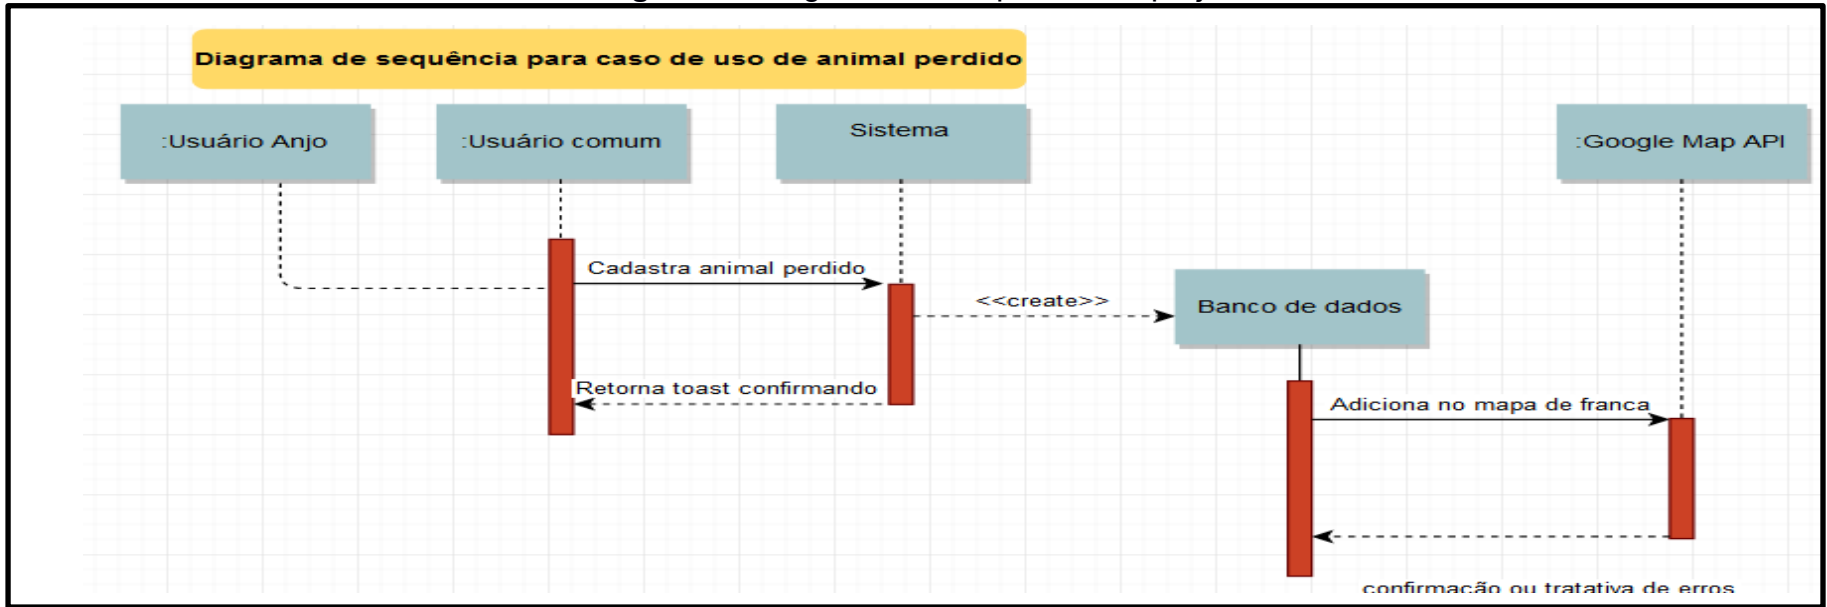 Diagrama de sequência para caso de uso de animal perdido
:Usuário Anjo
:Usuário comum
Sistema
:Google Map API
Cadastra animal perdido
<<create>>
Banco de dados
Retorna toast confirmando
Adiciona no mapa de franca
confirmação ou tratativa de erros